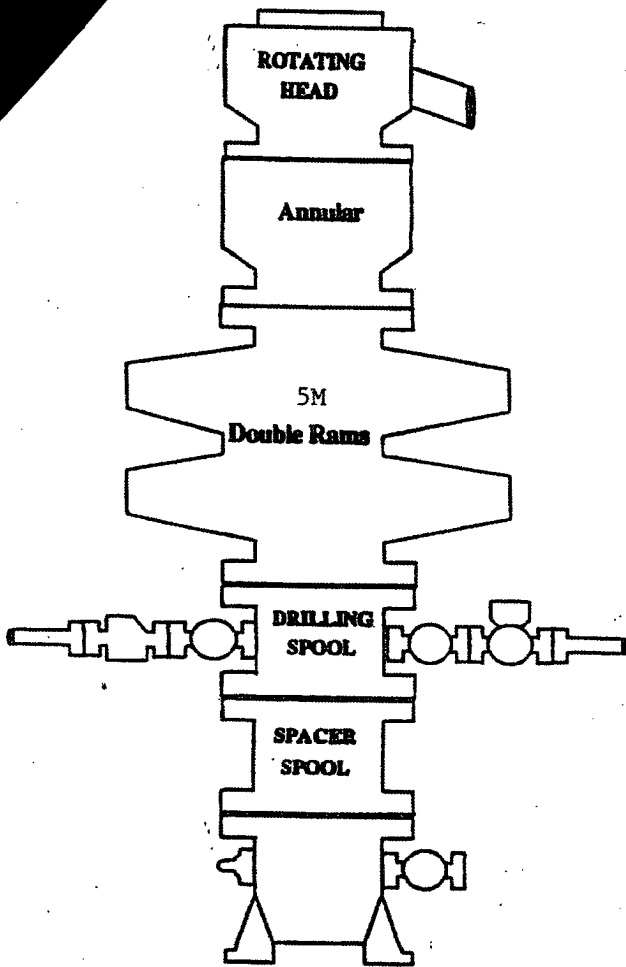 ROTATING
HEAD
Annular
5M
Double Rams
DRILLING
SPOOL
SPACER
SPOOL